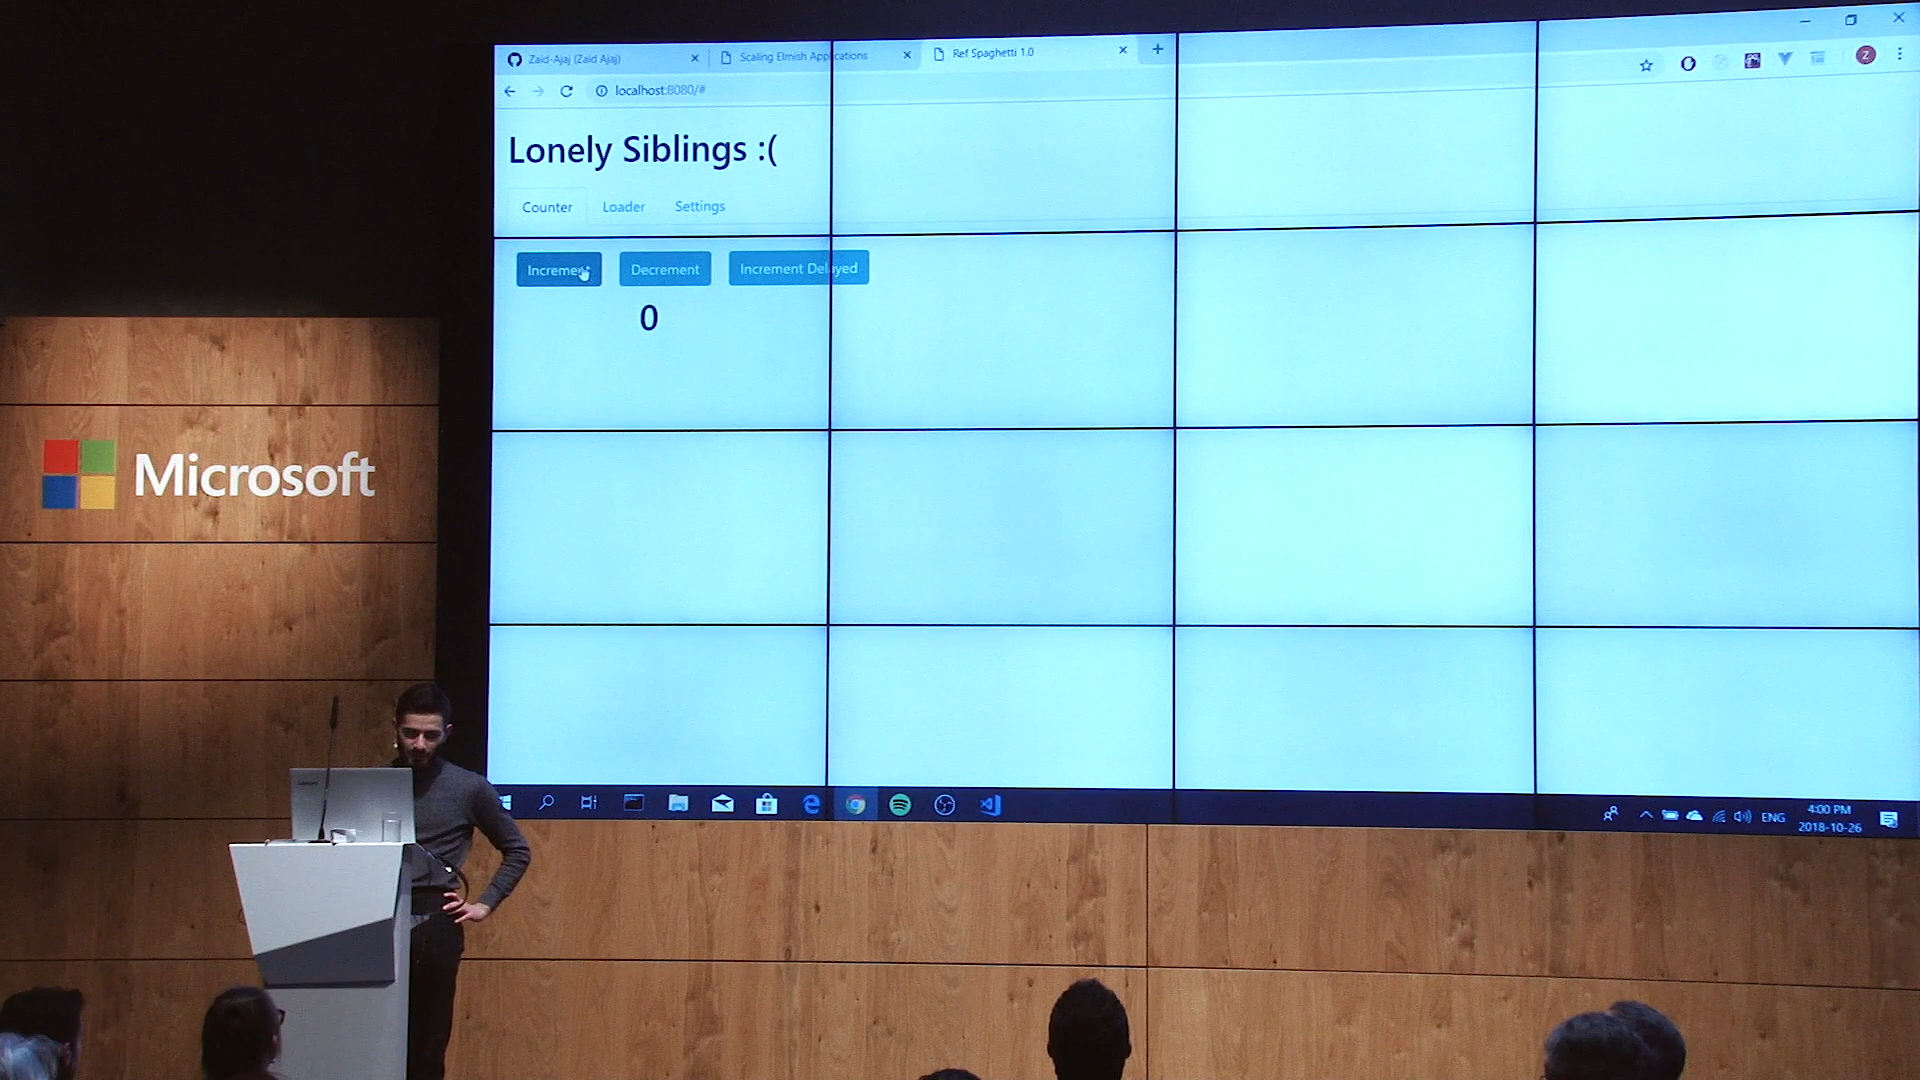 Zaid-Ajaj (Zaid Ajaj)
Scaling Elmish Applications
Ref Spaghetti 1.0
localhost:8080/#
Z
Lonely Siblings :(
Counter
Loader
Settings
Increment
Decrement
Increment Delayed
0
Microsoft
ENG
4:00 PM
2018-10-26